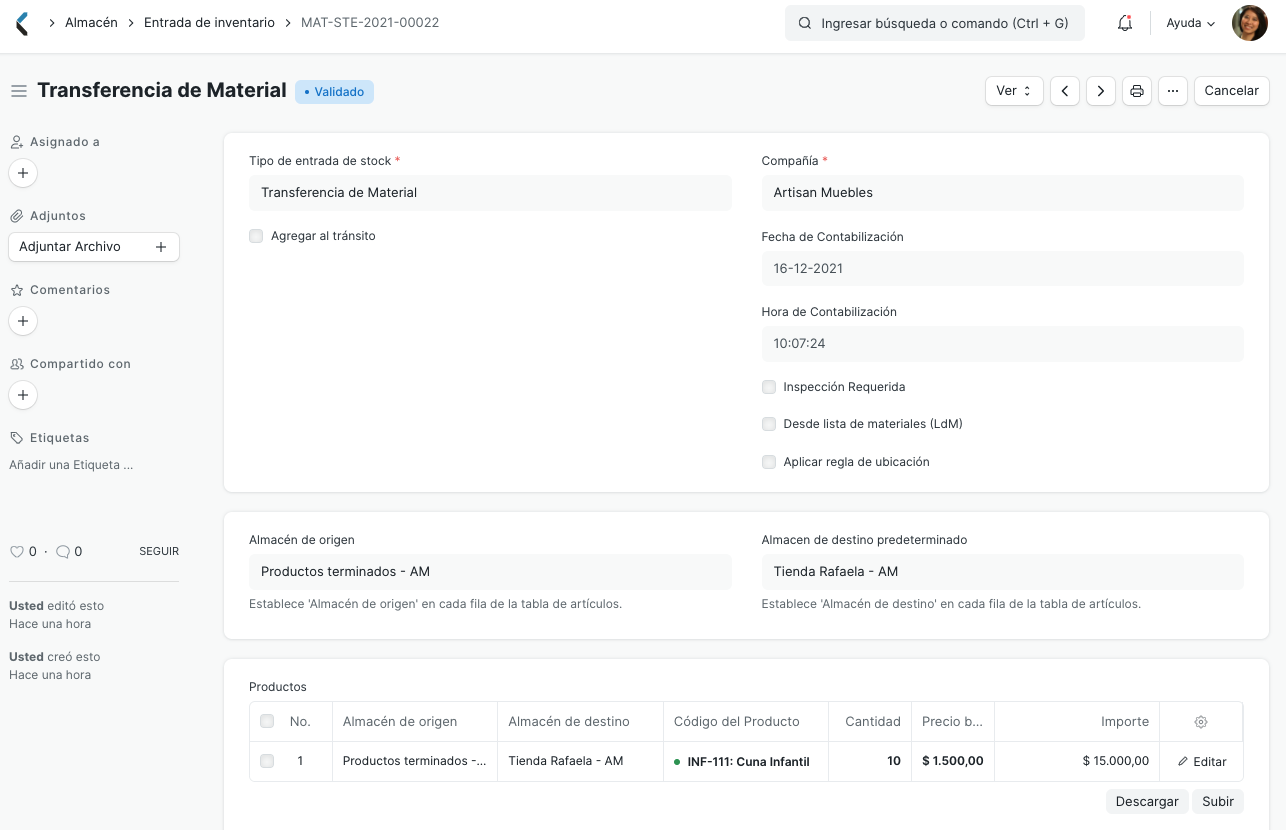 Almacén > Entrada de inventario > MAT-STE-2021-00022
Ingresar búsqueda o comando (Ctrl + G)
Ayuda
Transferencia de Material
• Validado
Ver
Cancelar
Asignado a
Adjuntos
Adjuntar Archivo
Comentarios
Compartido con
Etiquetas
Añadir una Etiqueta ...
0 · 0 SEGUIR
Usted editó esto
Hace una hora
Usted creó esto
Hace una hora
Tipo de entrada de stock *
Transferencia de Material
Agregar al tránsito
Compañía *
Artisan Muebles
Fecha de Contabilización
16-12-2021
Hora de Contabilización
10:07:24
Inspección Requerida
Desde lista de materiales (LdM)
Aplicar regla de ubicación
Almacén de origen
Productos terminados - AM
Establece 'Almacén de origen' en cada fila de la tabla de artículos.
Almacen de destino predeterminado
Tienda Rafaela - AM
Establece 'Almacén de destino' en cada fila de la tabla de artículos.
Productos
No. Almacén de origen Almacén de destino Código del Producto Cantidad Precio b... Importe
1 Productos terminados -... Tienda Rafaela - AM INF-111: Cuna Infantil 10 $ 1.500,00 $ 15.000,00 Editar
Descargar Subir